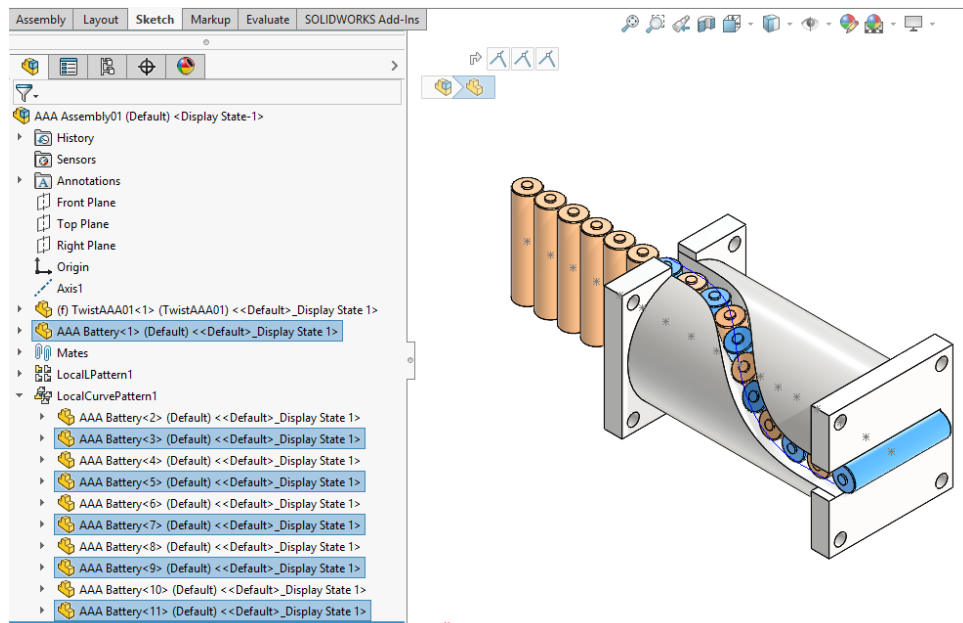 Assembly Layout Sketch Markup Evaluate SOLIDWORKS Add-Ins
AAA Assembly01 (Default) <Display State-1>
History
Sensors
A Annotations
Front Plane
Top Plane
Right Plane
Origin
Axis1
(f) TwistAAA01<1> (TwistAAA01) <<Default>_Display State 1>
AAA Battery<1> (Default) <<Default>_Display State 1>
Mates
LocalLPattern1
LocalCurvePattern1
AAA Battery<2> (Default) <<Default>_Display State 1>
AAA Battery<3> (Default) <<Default>_Display State 1>
AAA Battery<4> (Default) <<Default>_Display State 1>
AAA Battery<5> (Default) <<Default>_Display State 1>
AAA Battery<6> (Default) <<Default>_Display State 1>
AAA Battery<7> (Default) <<Default>_Display State 1>
AAA Battery<8> (Default) <<Default>_Display State 1>
AAA Battery<9> (Default) <<Default>_Display State 1>
AAA Battery<10> (Default) <<Default>_Display State 1>
AAA Battery<11> (Default) <<Default>_Display State 1>